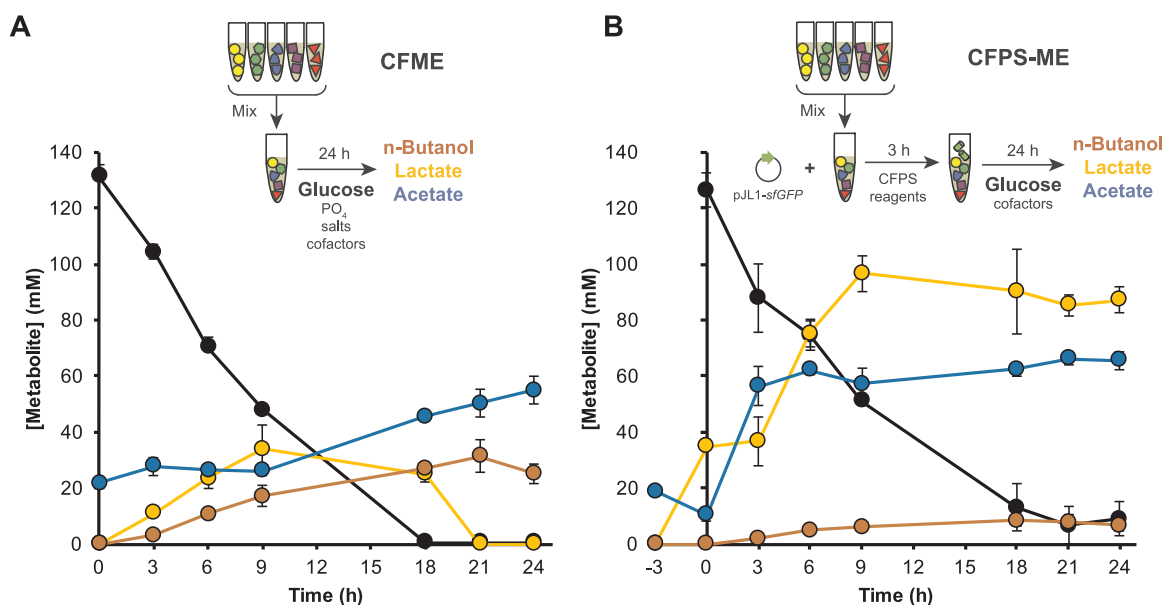 A
CFME
Mix
24 h
Glucose
PO4
salts
cofactors
n-Butanol
Lactate
Acetate
[Metabolite] (mM)
140
120
100
80
60
40
20
0
0 3 6 9 12 15 18 21 24
Time (h)
B
CFPS-ME
Mix
pJL1-sfGFP
+
3 h
CFPS
reagents
24 h
Glucose
cofactors
n-Butanol
Lactate
Acetate
[Metabolite] (mM)
140
120
100
80
60
40
20
0
-3 0 3 6 9 12 15 18 21 24
Time (h)